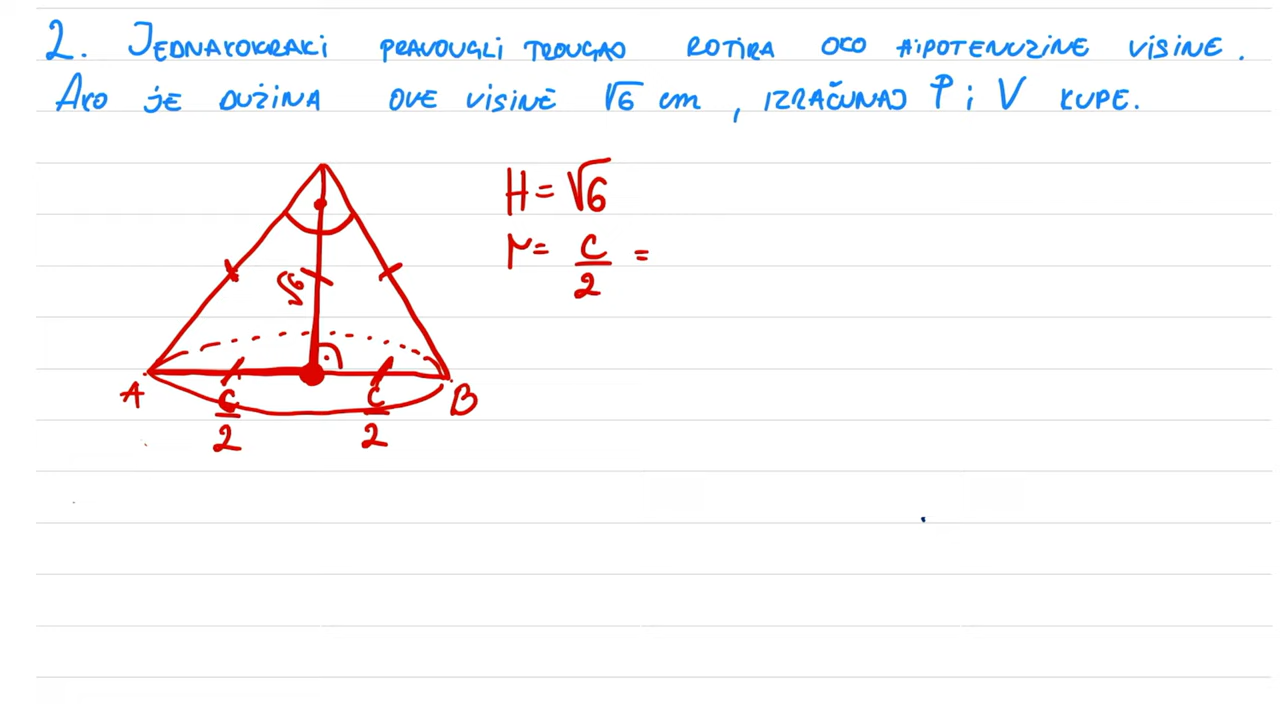 2. JEDNAKOKRAKI PRAVOUGLI TROUGAO ROTIRA OKO HIPOTENUZINE VISINE.
AKO JE DUŽINA OVE VISINE √6 cm, IZRAČUNAJ P i V KUPE.
H = √6
r = c/2 =
√6
A
B
c/2
c/2